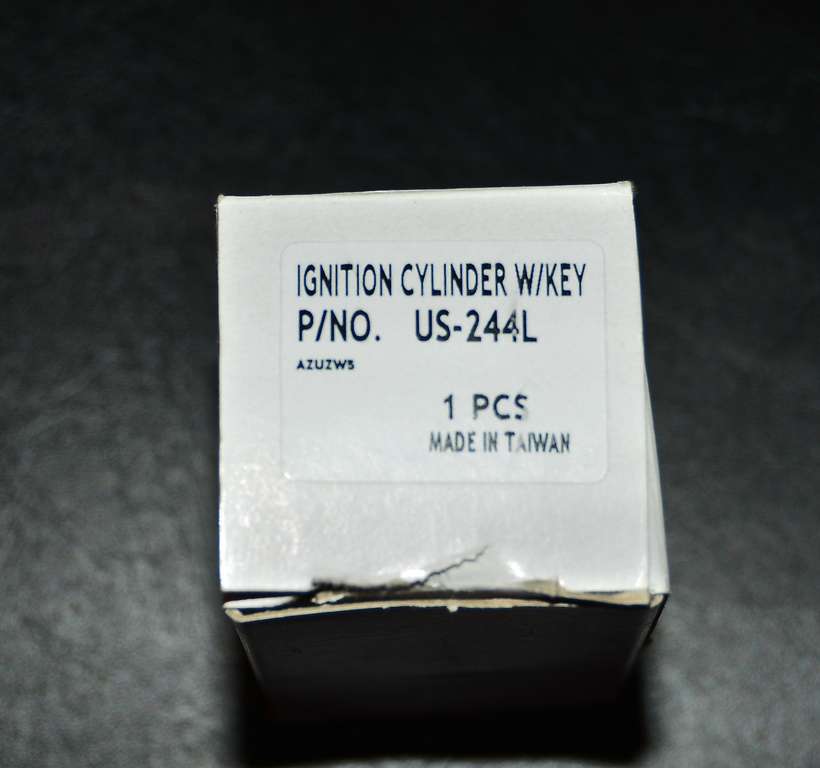 IGNITION CYLINDER W/KEY
P/NO. US-244L
AZUZW5
1 PCS
MADE IN TAIWAN